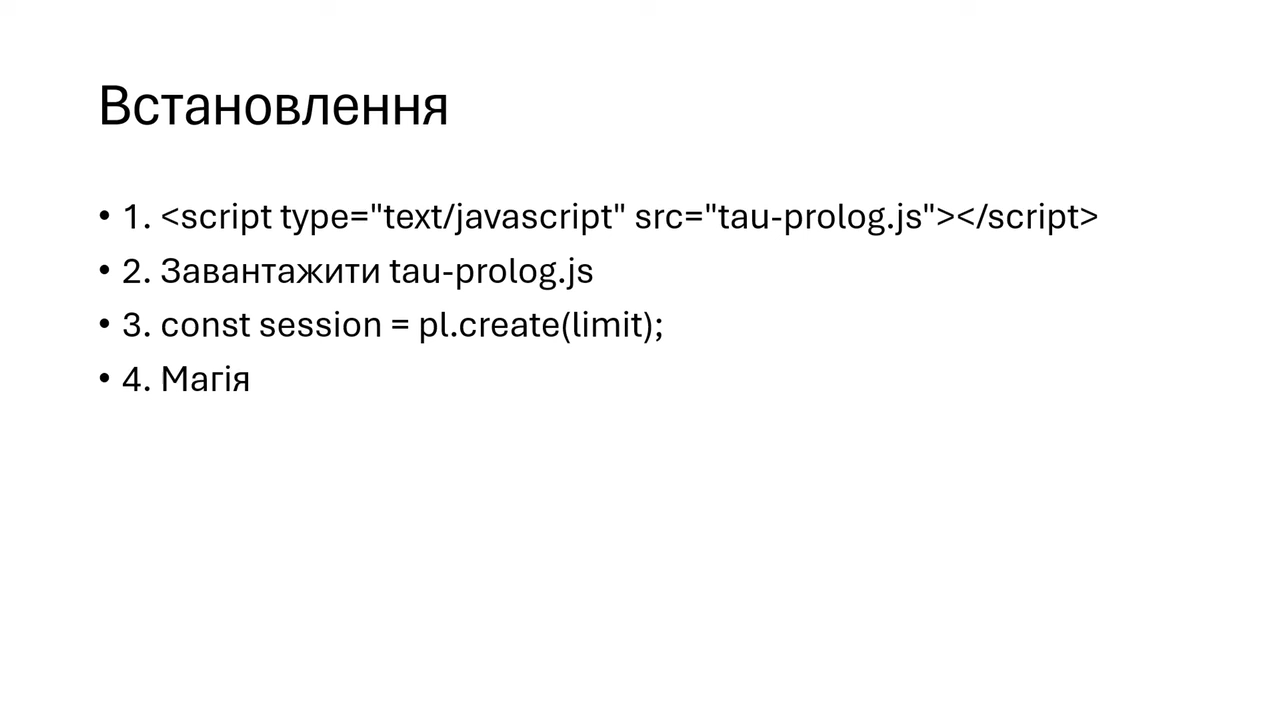 Встановлення
• 1. <script type="text/javascript" src="tau-prolog.js"></script>
• 2. Завантажити tau-prolog.js
• 3. const session = pl.create(limit);
• 4. Магія